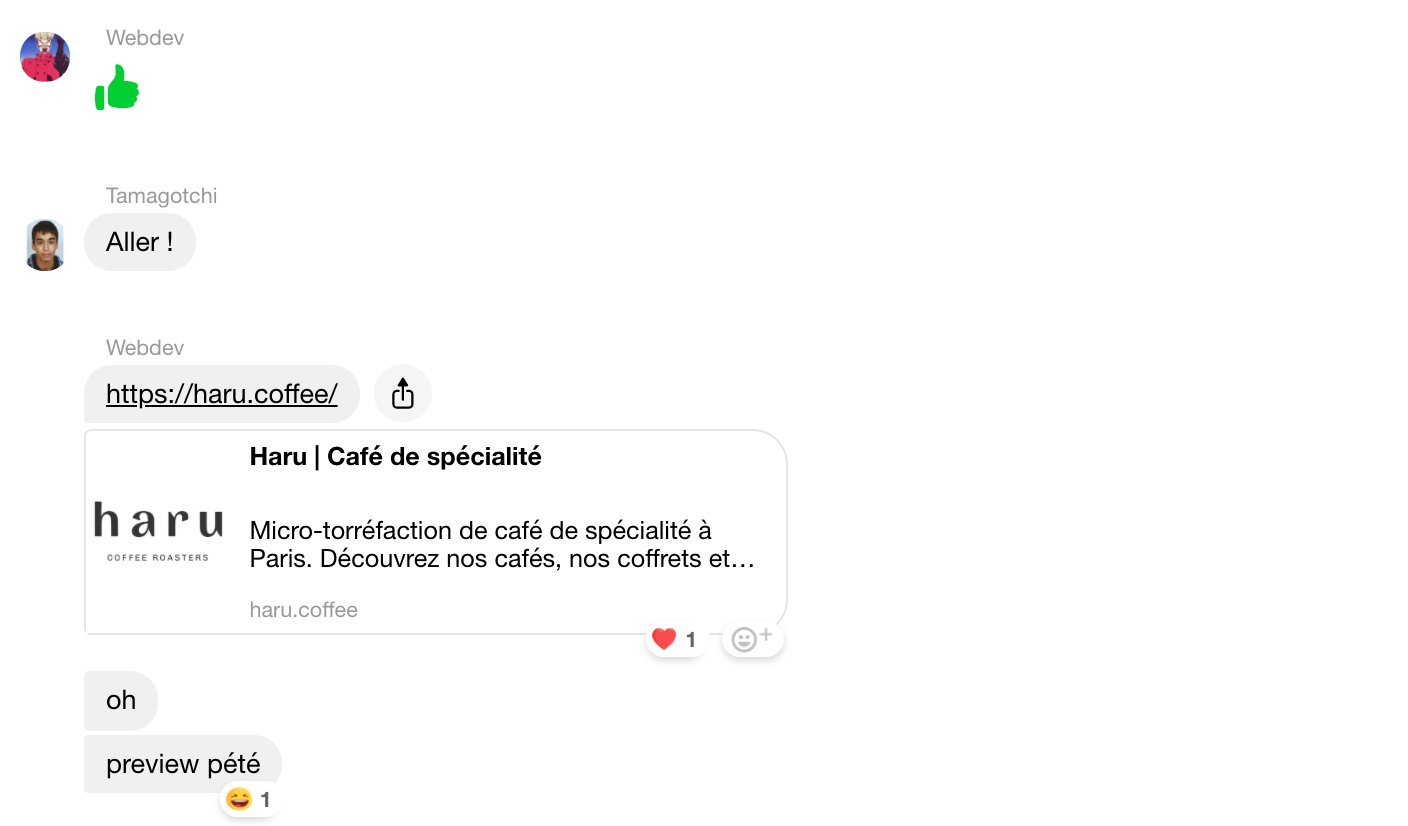 Webdev
Tamagotchi
Aller !
Webdev
https://haru.coffee/
Haru | Café de spécialité
haru
COFFEE ROASTERS
Micro-torréfaction de café de spécialité à
Paris. Découvrez nos cafés, nos coffrets et…
haru.coffee
1
oh
preview pété
1